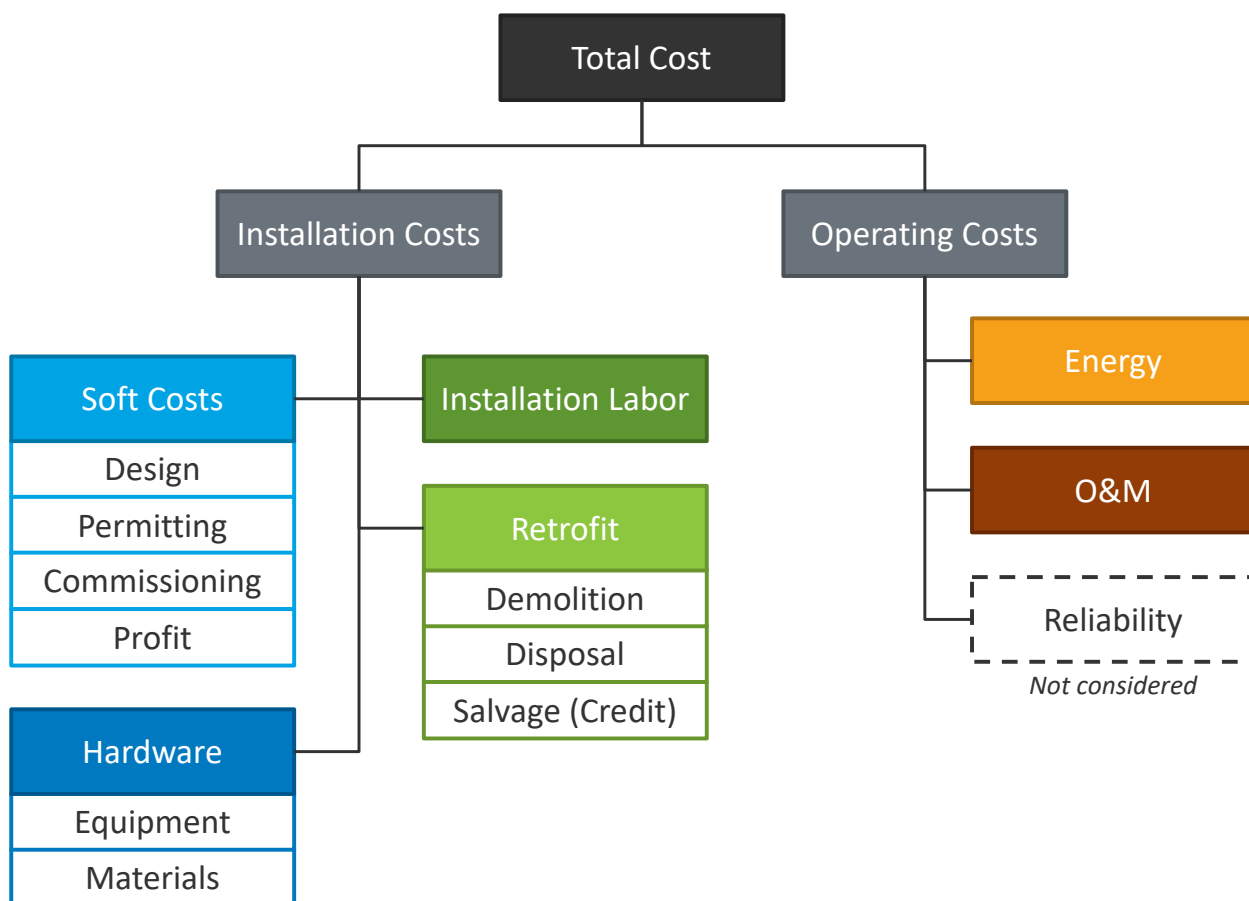 Total Cost
Installation Costs
Operating Costs
Soft Costs
Design
Permitting
Commissioning
Profit
Hardware
Equipment
Materials
Installation Labor
Retrofit
Demolition
Disposal
Salvage (Credit)
Energy
O&M
Reliability
Not considered